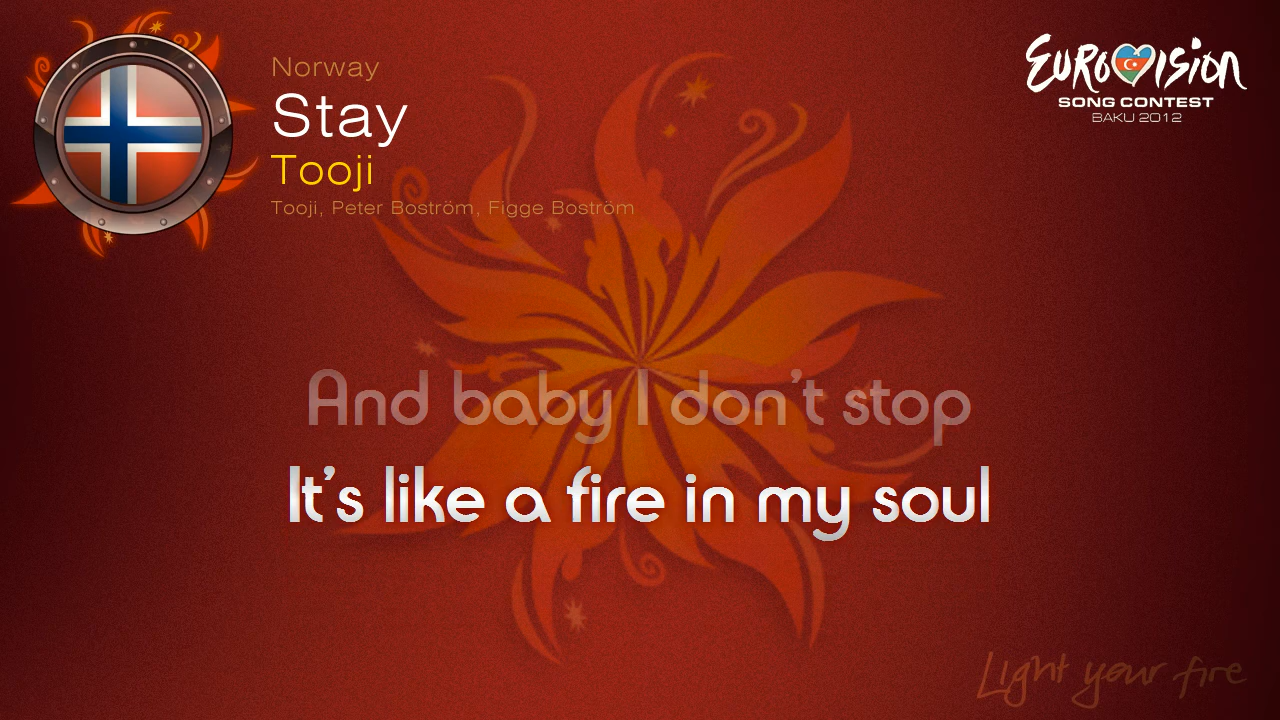 Norway
Stay
Tooji
Tooji, Peter Boström, Figge Boström
EUROVISION
SONG CONTEST
BAKU 2012
And baby I don't stop
It's like a fire in my soul
Light your fire